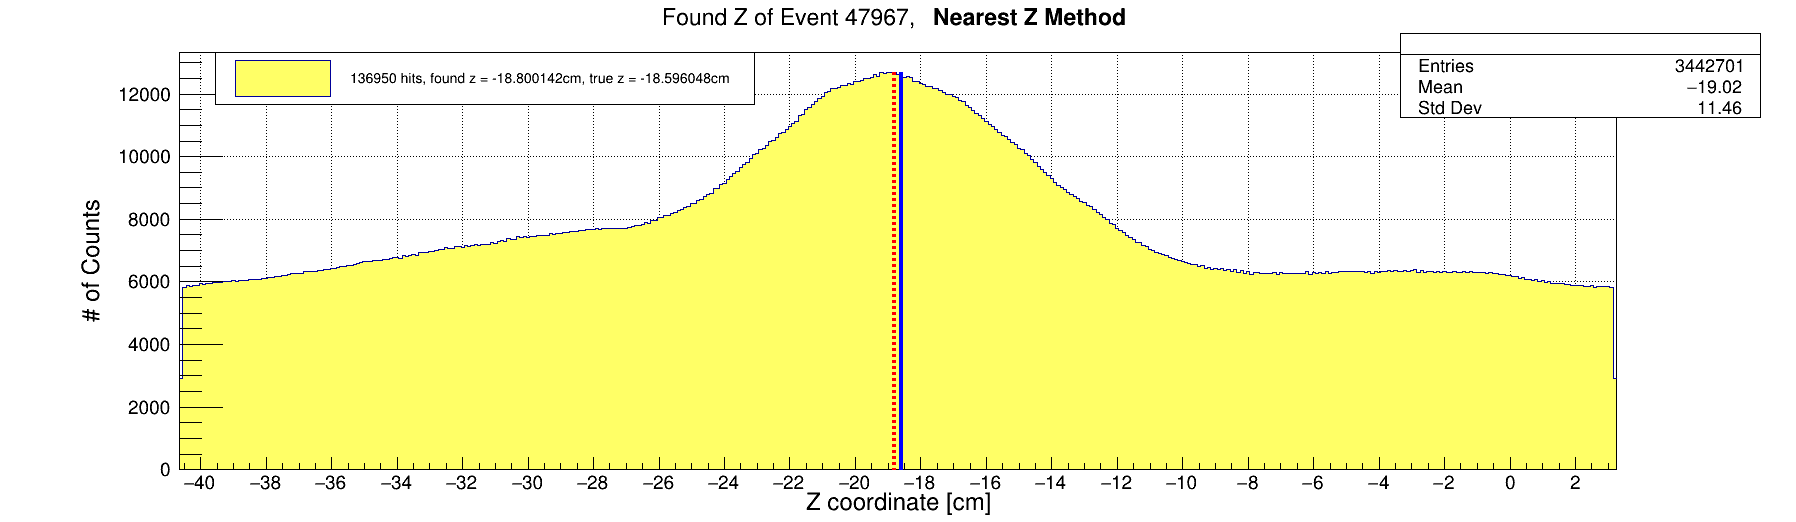 Found Z of Event 47967, Nearest Z Method
136950 hits, found z = -18.800142cm, true z = -18.596048cm
Entries 3442701
Mean −19.02
Std Dev 11.46
# of Counts
12000
10000
8000
6000
4000
2000
0
−40 −38 −36 −34 −32 −30 −28 −26 −24 −22 −20 −18 −16 −14 −12 −10 −8 −6 −4 −2 0 2
Z coordinate [cm]